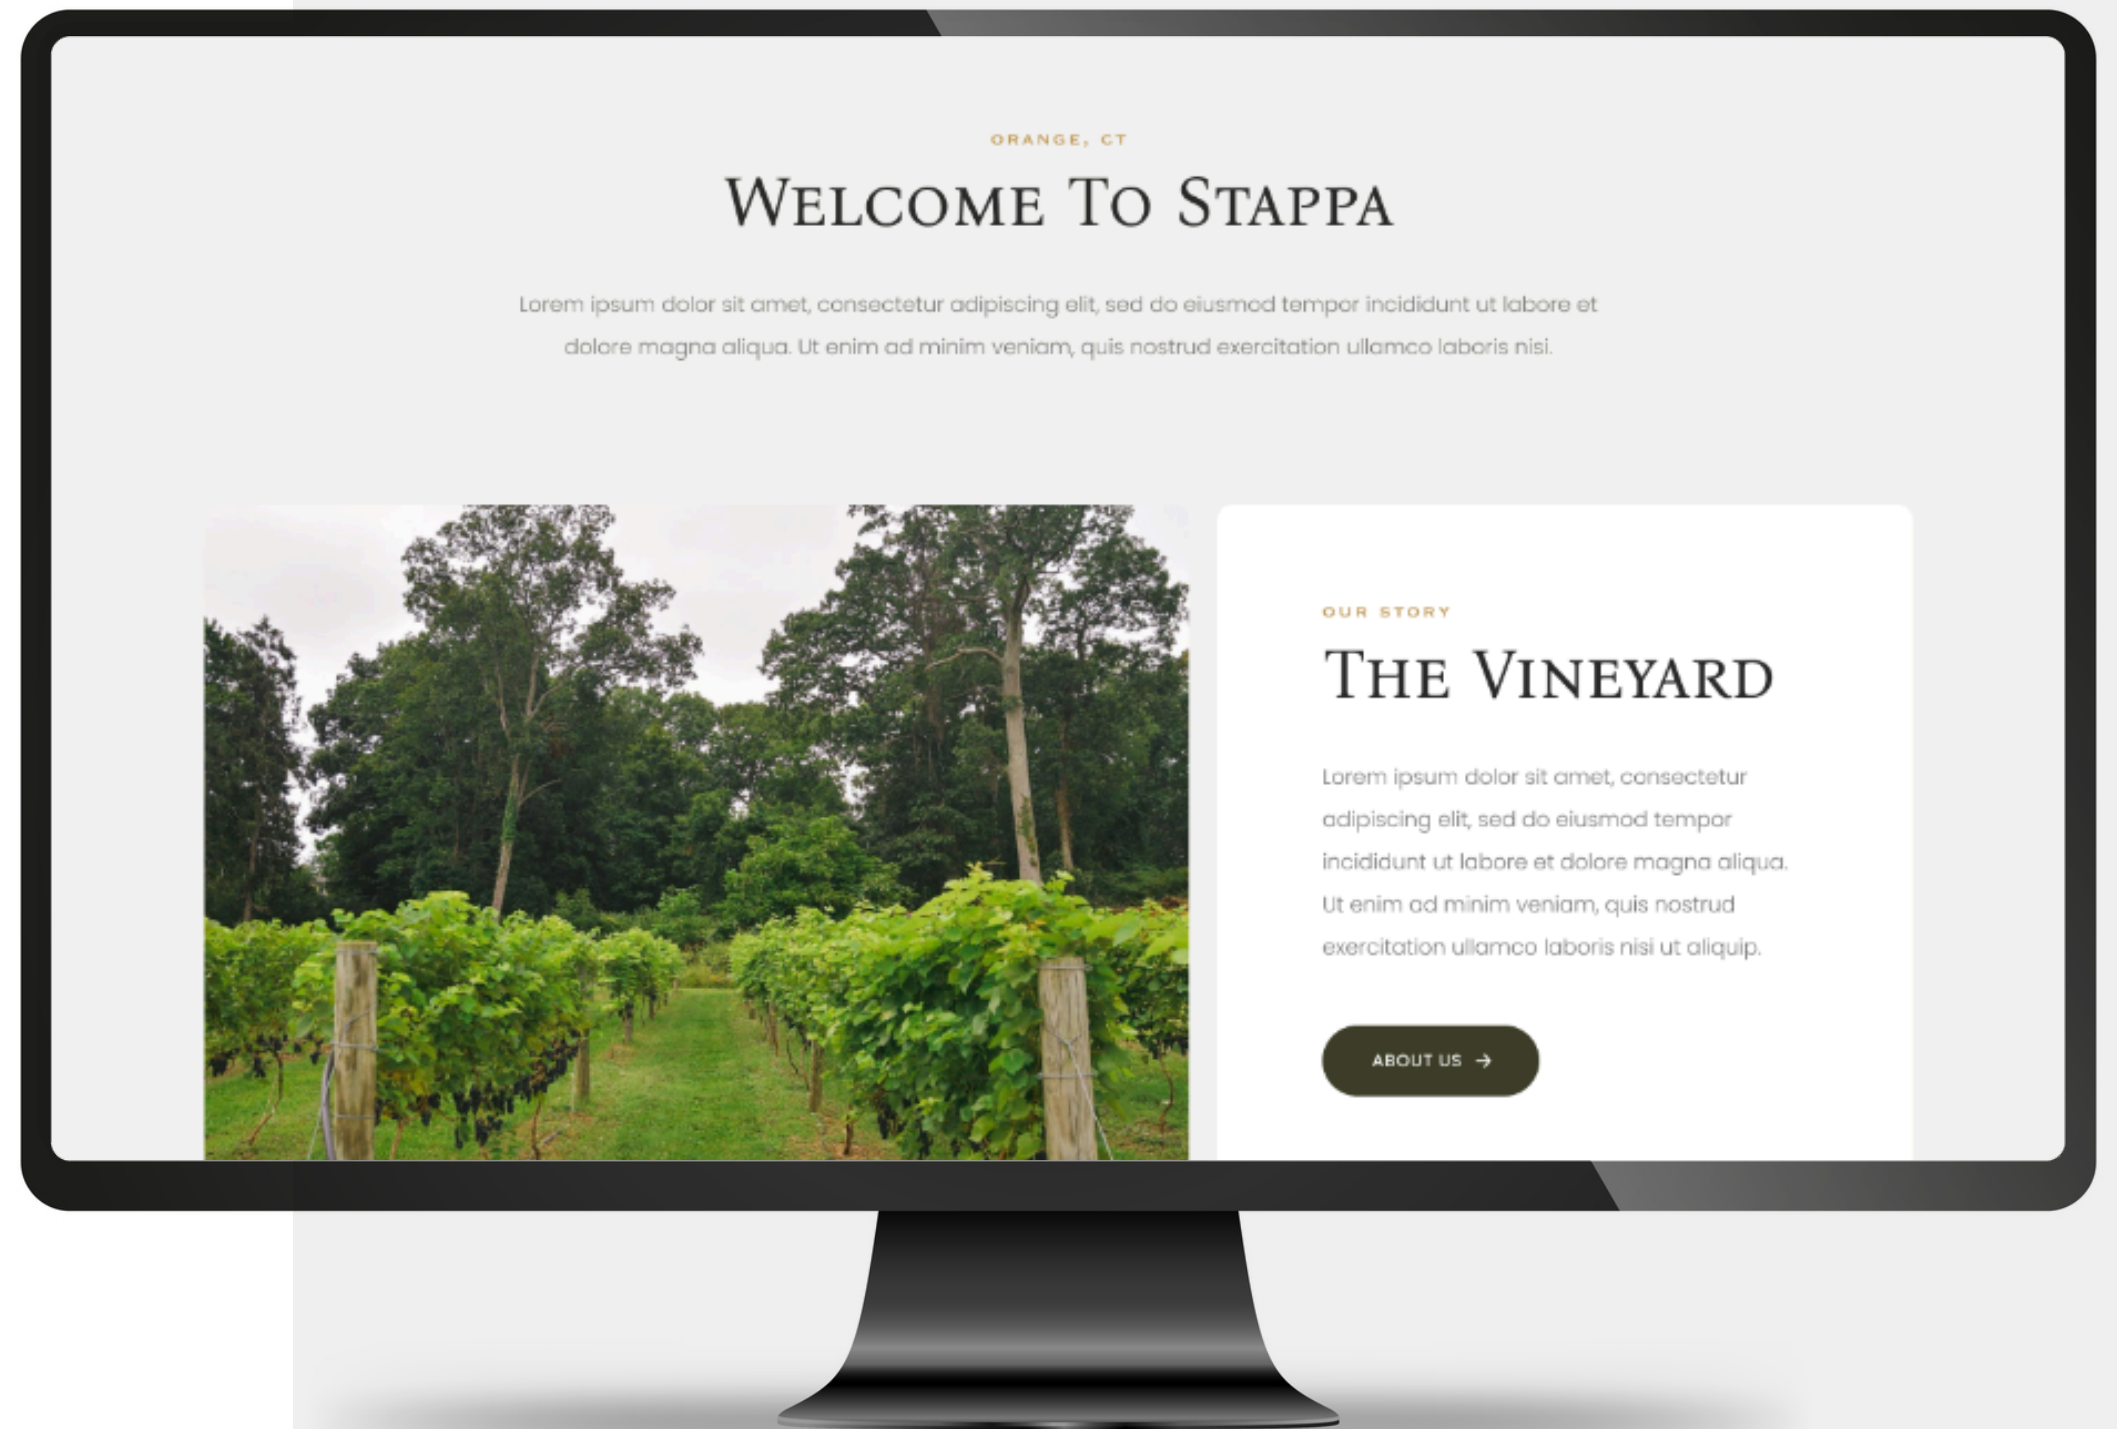 ORANGE, CT
WELCOME TO STAPPA
Lorem ipsum dolor sit amet, consectetur adipiscing elit, sed do eiusmod tempor incididunt ut labore et
dolore magna aliqua. Ut enim ad minim veniam, quis nostrud exercitation ullamco laboris nisi.
OUR STORY
THE VINEYARD
Lorem ipsum dolor sit amet, consectetur
adipiscing elit, sed do eiusmod tempor
incididunt ut labore et dolore magna aliqua.
Ut enim ad minim veniam, quis nostrud
exercitation ullamco laboris nisi ut aliquip.
ABOUT US →